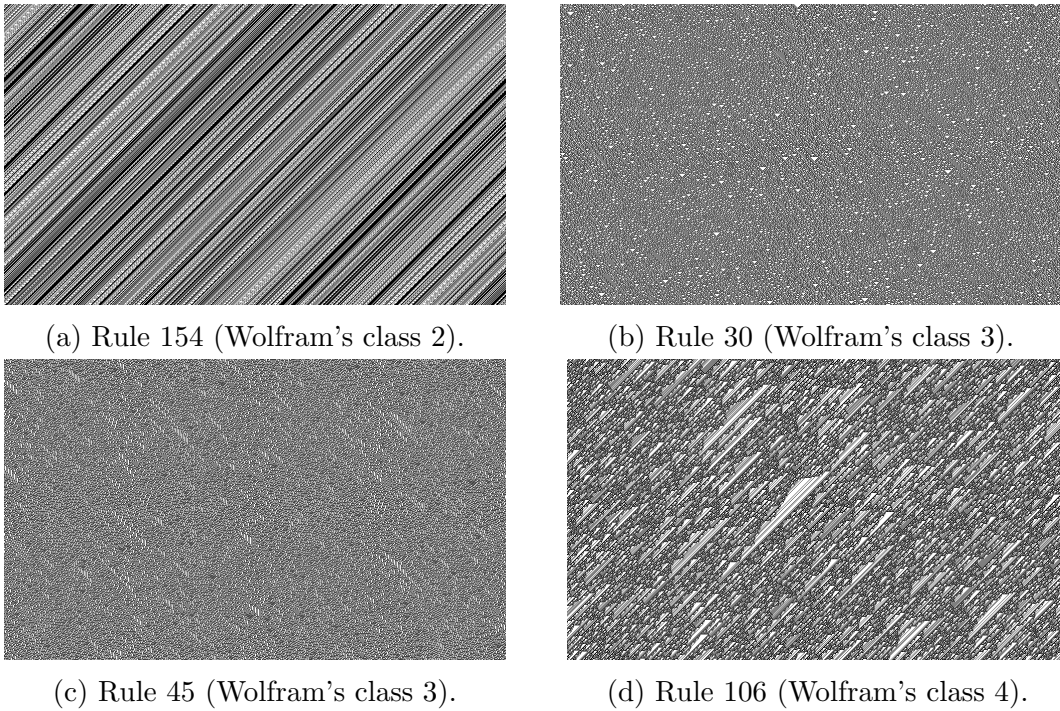 (a) Rule 154 (Wolfram's class 2).
(b) Rule 30 (Wolfram's class 3).
(c) Rule 45 (Wolfram's class 3).
(d) Rule 106 (Wolfram's class 4).